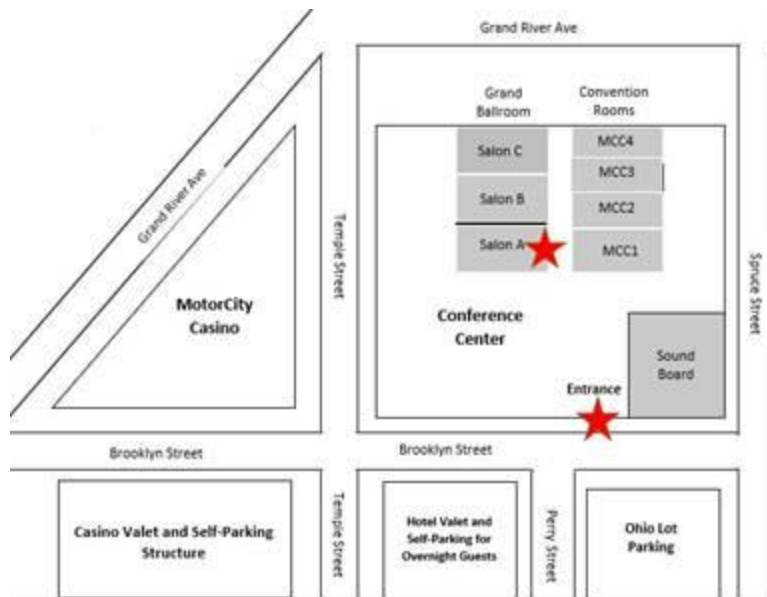 Grand River Ave
Grand
Ballroom
Convention
Rooms
Salon C
MCC4
MCC3
Salon B
MCC2
Salon A
MCC1
Grand River Ave
Temple Street
Spruce Street
MotorCity
Casino
Conference
Center
Sound
Board
Entrance
Brooklyn Street
Brooklyn Street
Casino Valet and Self-Parking
Structure
Temple Street
Hotel Valet and
Self-Parking for
Overnight Guests
Perry Street
Ohio Lot
Parking